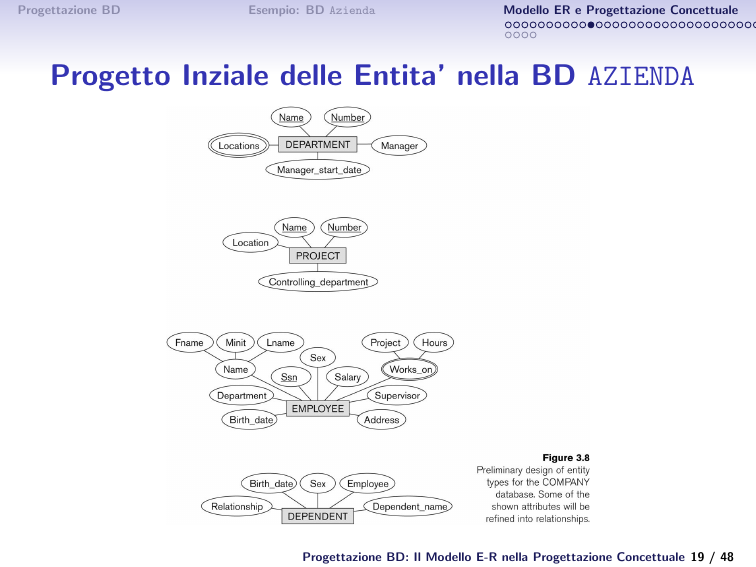 Progettazione BD Esempio: BD Azienda Modello ER e Progettazione Concettuale
Progetto Inziale delle Entita' nella BD AZIENDA
Name Number
Locations DEPARTMENT Manager
Manager_start_date
Name Number
Location
PROJECT
Controlling_department
Fname Minit Lname Project Hours
Sex
Name Works_on
Ssn Salary
Department Supervisor
EMPLOYEE
Birth_date Address
Figure 3.8
Preliminary design of entity
types for the COMPANY
database. Some of the
shown attributes will be
refined into relationships.
Birth_date Sex Employee
Relationship Dependent_name
DEPENDENT
Progettazione BD: Il Modello E-R nella Progettazione Concettuale 19 / 48